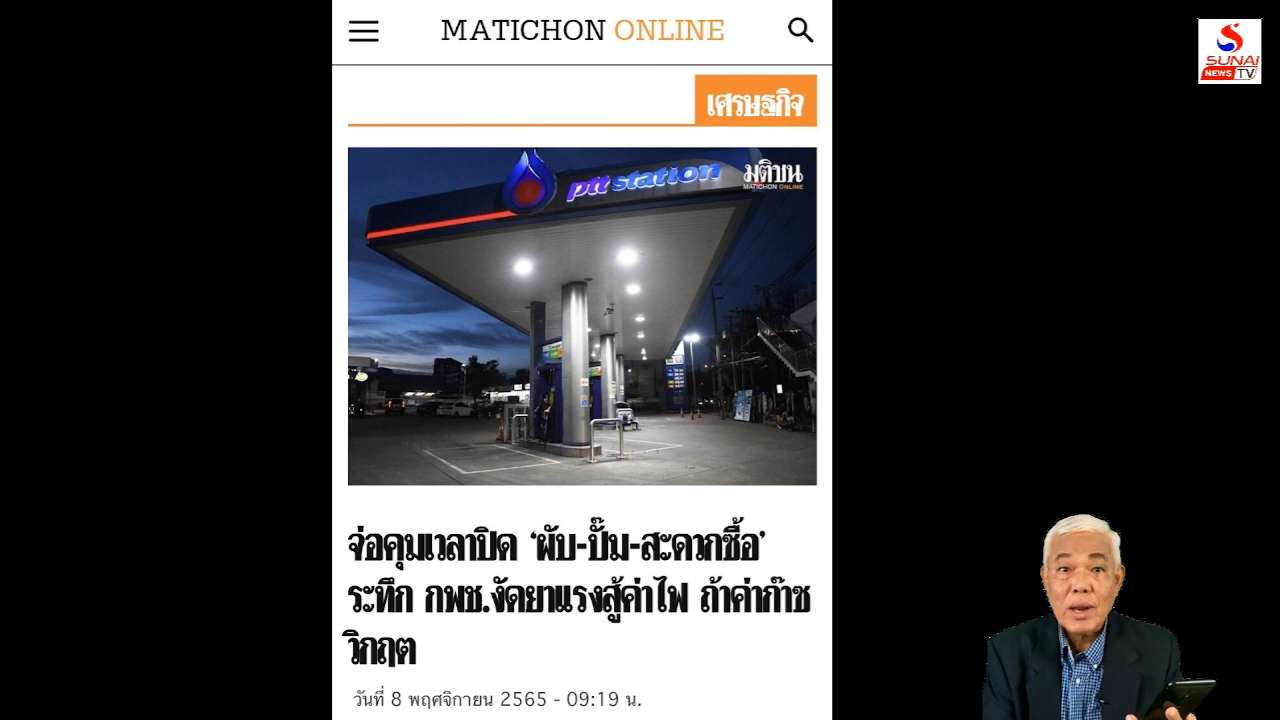 MATICHON ONLINE
SUNAI
NEWS TV
เศรษฐกิจ
ptt station
มติชน
MATICHON ONLINE
จ่อคุมเวลาปิด ‘ผับ-ปั๊ม-สะดวกซื้อ’
ระทึก กพช.งัดยาแรงสู้ค่าไฟ ถ้าค่าก๊าซ
วิกฤต
วันที่ 8 พฤศจิกายน 2565 - 09:19 น.